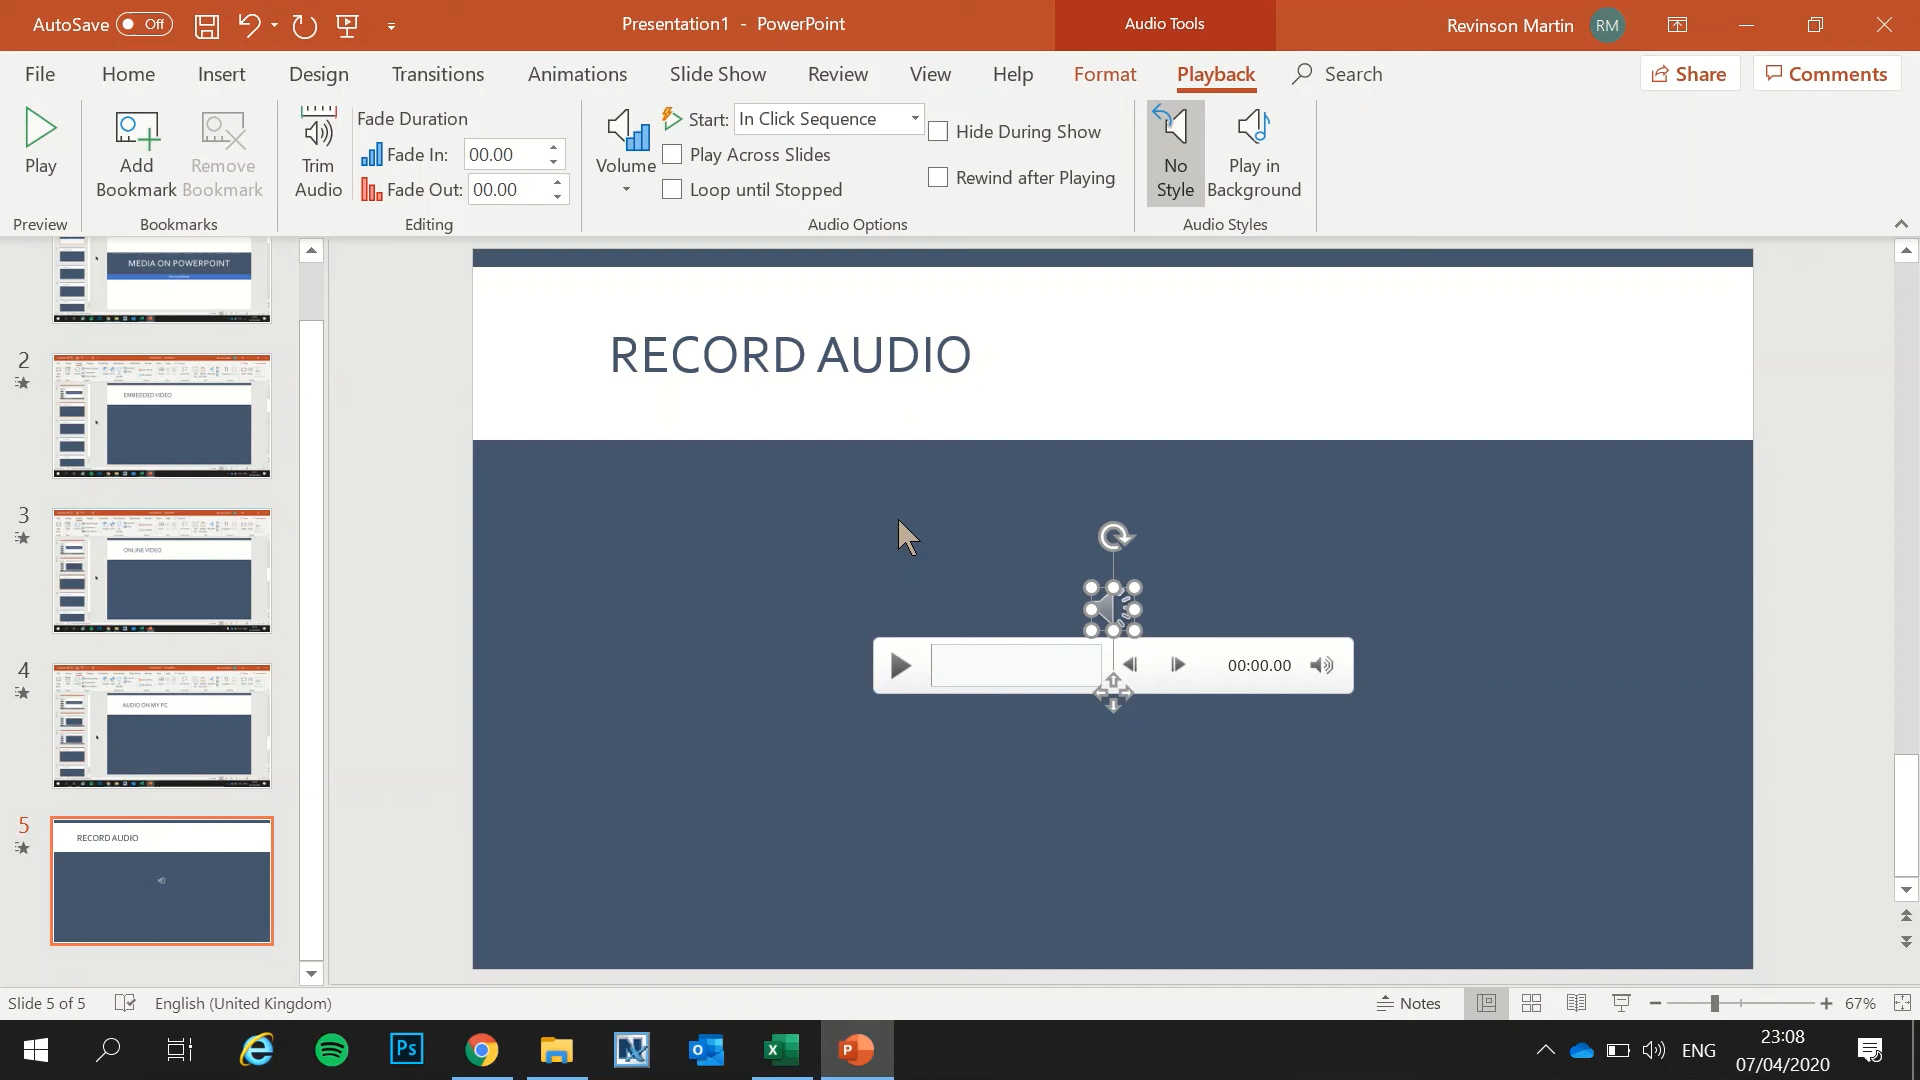 AutoSave Off
Presentation1 - PowerPoint
Audio Tools
Revinson Martin RM
File Home Insert Design Transitions Animations Slide Show Review View Help Format Playback Search Share Comments
Play
Preview
Add Bookmark
Remove Bookmark
Bookmarks
Trim Audio
Fade Duration
Fade In: 00.00
Fade Out: 00.00
Editing
Volume
Start: In Click Sequence
Play Across Slides
Loop until Stopped
Hide During Show
Rewind after Playing
Audio Options
No Style
Play in Background
Audio Styles
MEDIA ON POWERPOINT
2
EMBEDDED VIDEO
3
ONLINE VIDEO
4
AUDIO ON MY PC
5
RECORD AUDIO
RECORD AUDIO
00:00.00
Slide 5 of 5 English (United Kingdom) Notes 67%
Ps
ENG
23:08
07/04/2020